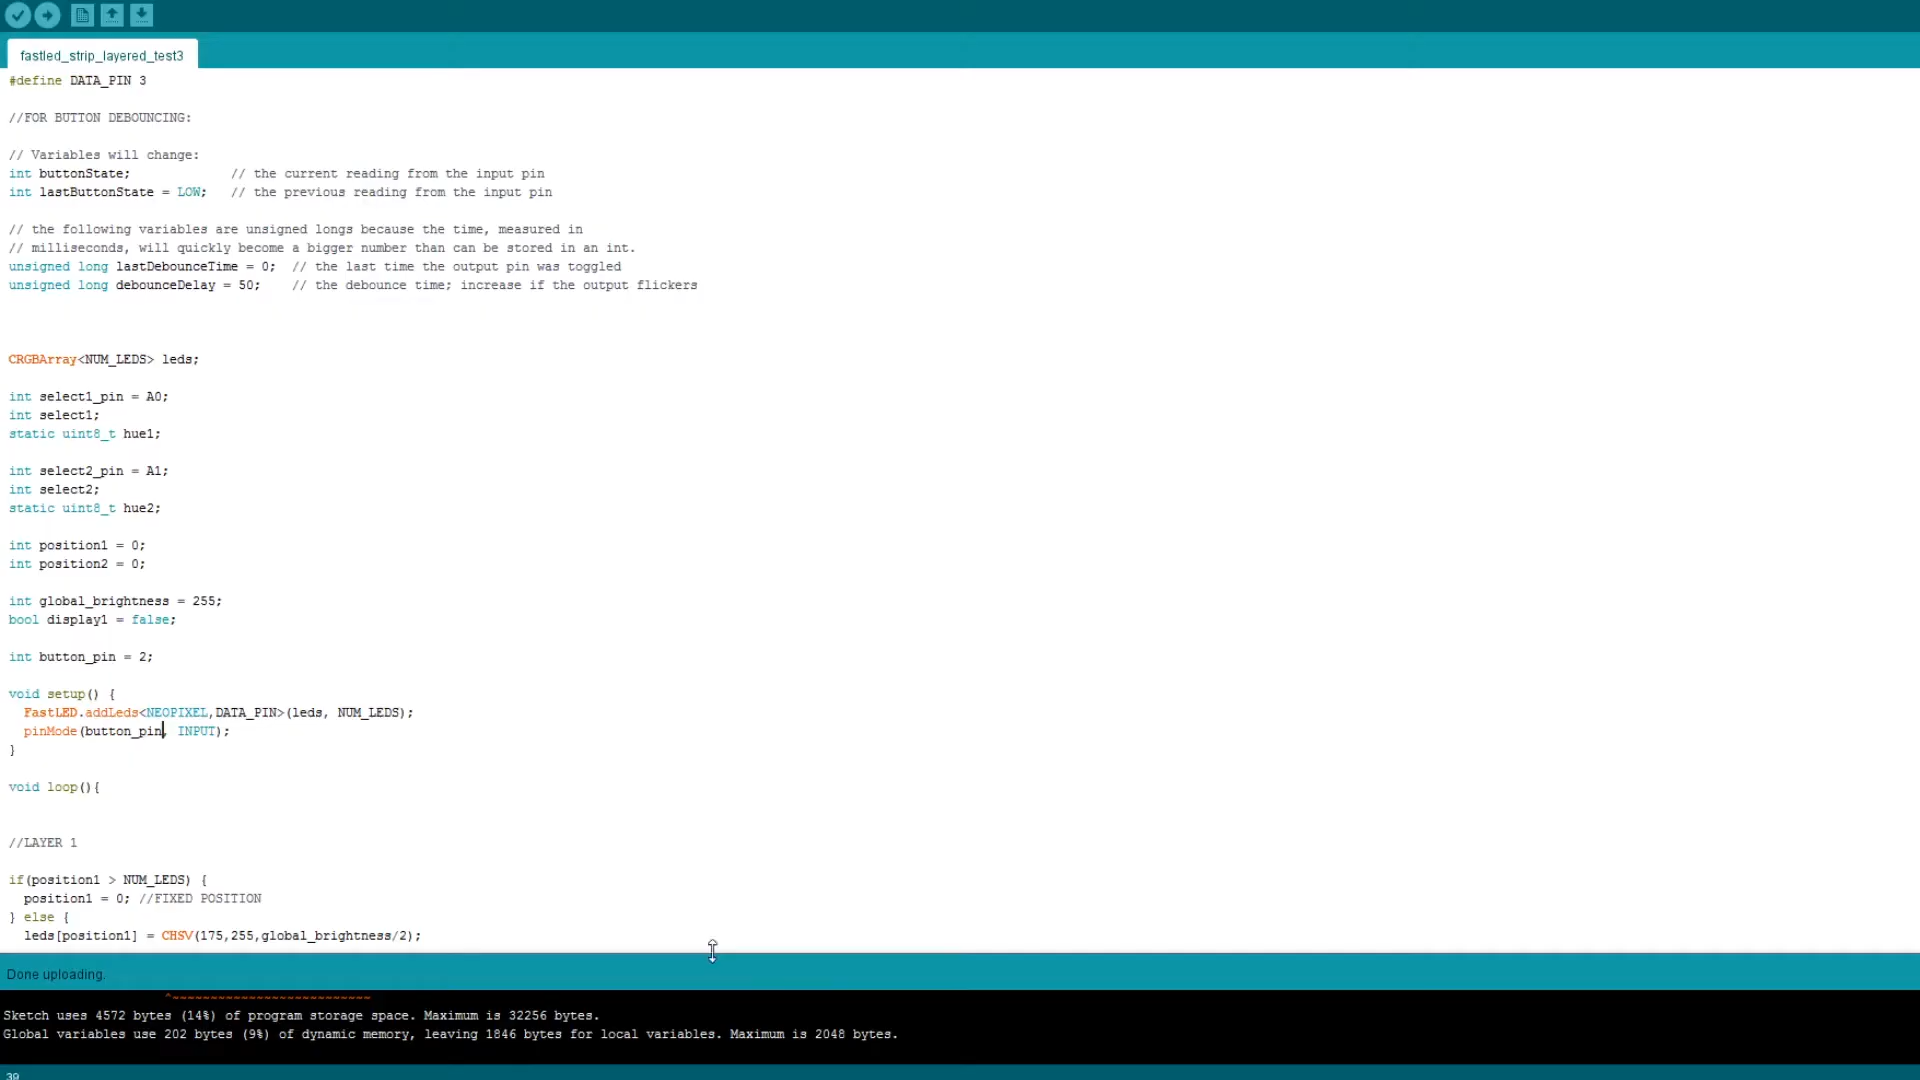 fastled_strip_layered_test3
#define DATA_PIN 3
//FOR BUTTON DEBOUNCING:
// Variables will change:
int buttonState;             // the current reading from the input pin
int lastButtonState = LOW;   // the previous reading from the input pin
// the following variables are unsigned longs because the time, measured in
// milliseconds, will quickly become a bigger number than can be stored in an int.
unsigned long lastDebounceTime = 0;  // the last time the output pin was toggled
unsigned long debounceDelay = 50;    // the debounce time; increase if the output flickers
CRGBArray<NUM_LEDS> leds;
int select1_pin = A0;
int select1;
static uint8_t hue1;
int select2_pin = A1;
int select2;
static uint8_t hue2;
int position1 = 0;
int position2 = 0;
int global_brightness = 255;
bool display1 = false;
int button_pin = 2;
void setup() {
  FastLED.addLeds<NEOPIXEL,DATA_PIN>(leds, NUM_LEDS);
  pinMode(button_pin, INPUT);
}
void loop(){
//LAYER 1
if(position1 > NUM_LEDS) {
  position1 = 0; //FIXED POSITION
} else {
  leds[position1] = CHSV(175,255,global_brightness/2);
Done uploading.
^~~~~~~~~~~~~~~~~~~~~~~~~~~
Sketch uses 4572 bytes (14%) of program storage space. Maximum is 32256 bytes.
Global variables use 202 bytes (9%) of dynamic memory, leaving 1846 bytes for local variables. Maximum is 2048 bytes.
39